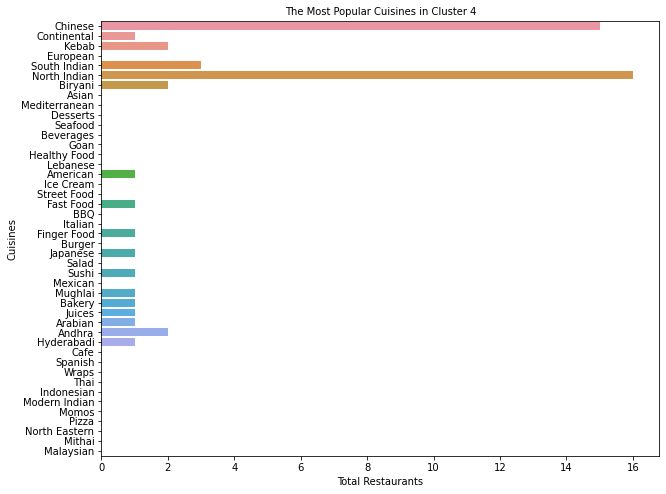 The Most Popular Cuisines in Cluster 4
Chinese
Continental
Kebab
European
South Indian
North Indian
Biryani
Asian
Mediterranean
Desserts
Seafood
Beverages
Goan
Healthy Food
Lebanese
American
Ice Cream
Street Food
Fast Food
BBQ
Italian
Finger Food
Burger
Japanese
Salad
Sushi
Mexican
Mughlai
Bakery
Juices
Arabian
Andhra
Hyderabadi
Cafe
Spanish
Wraps
Thai
Indonesian
Modern Indian
Momos
Pizza
North Eastern
Mithai
Malaysian
Cuisines
0 2 4 6 8 10 12 14 16
Total Restaurants